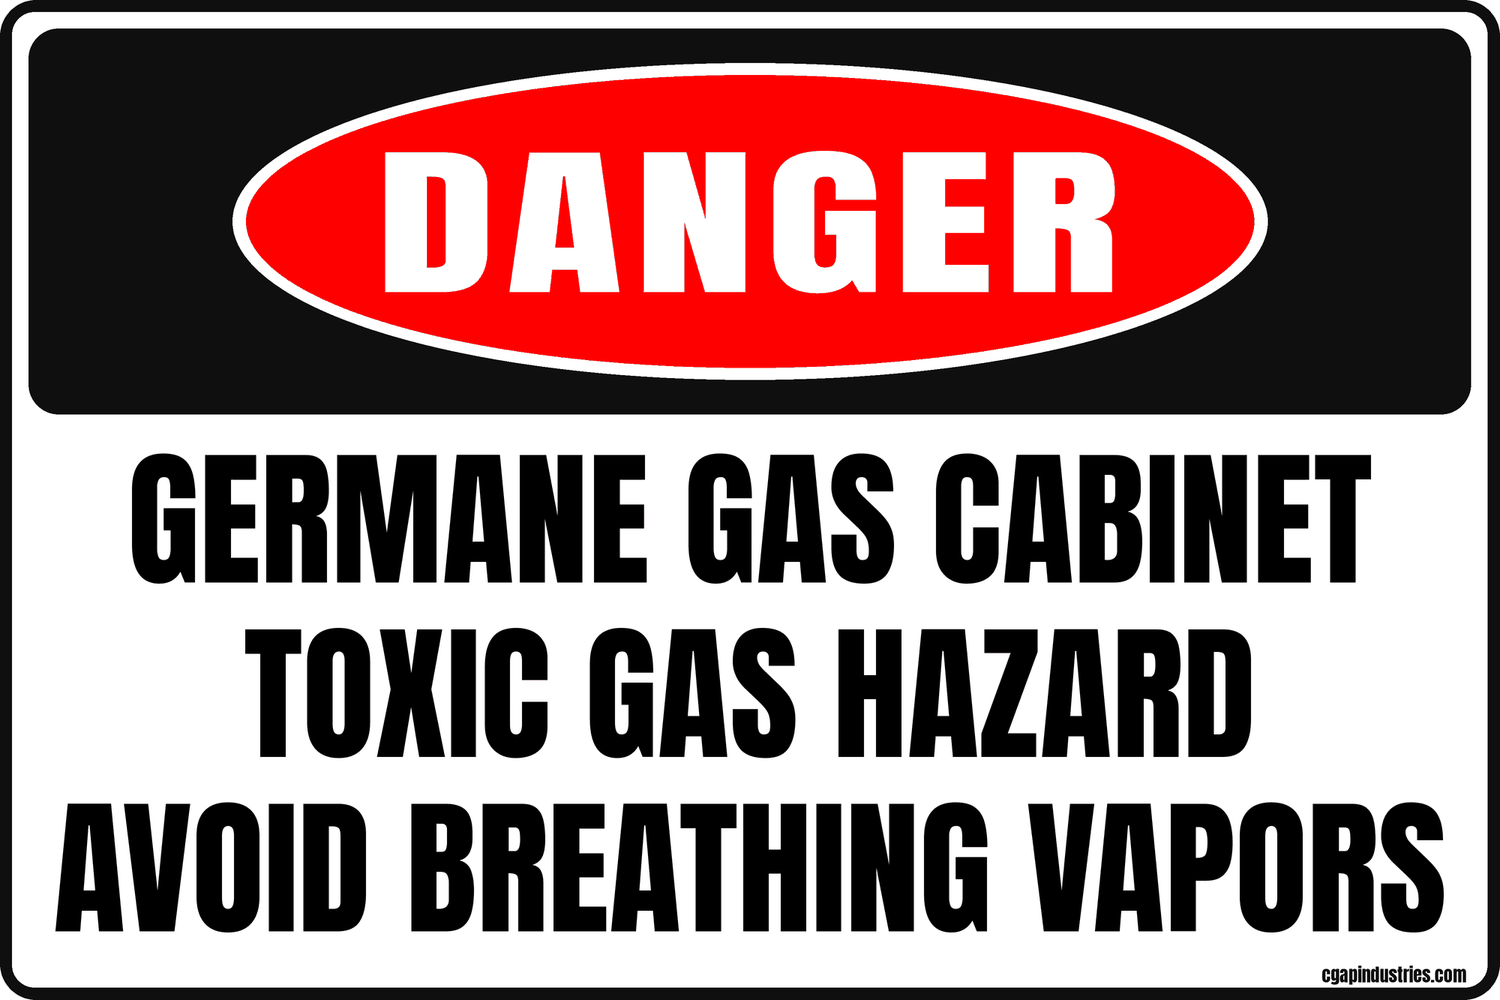 DANGER
GERMANE GAS CABINET
TOXIC GAS HAZARD
AVOID BREATHING VAPORS
cgapindustries.com